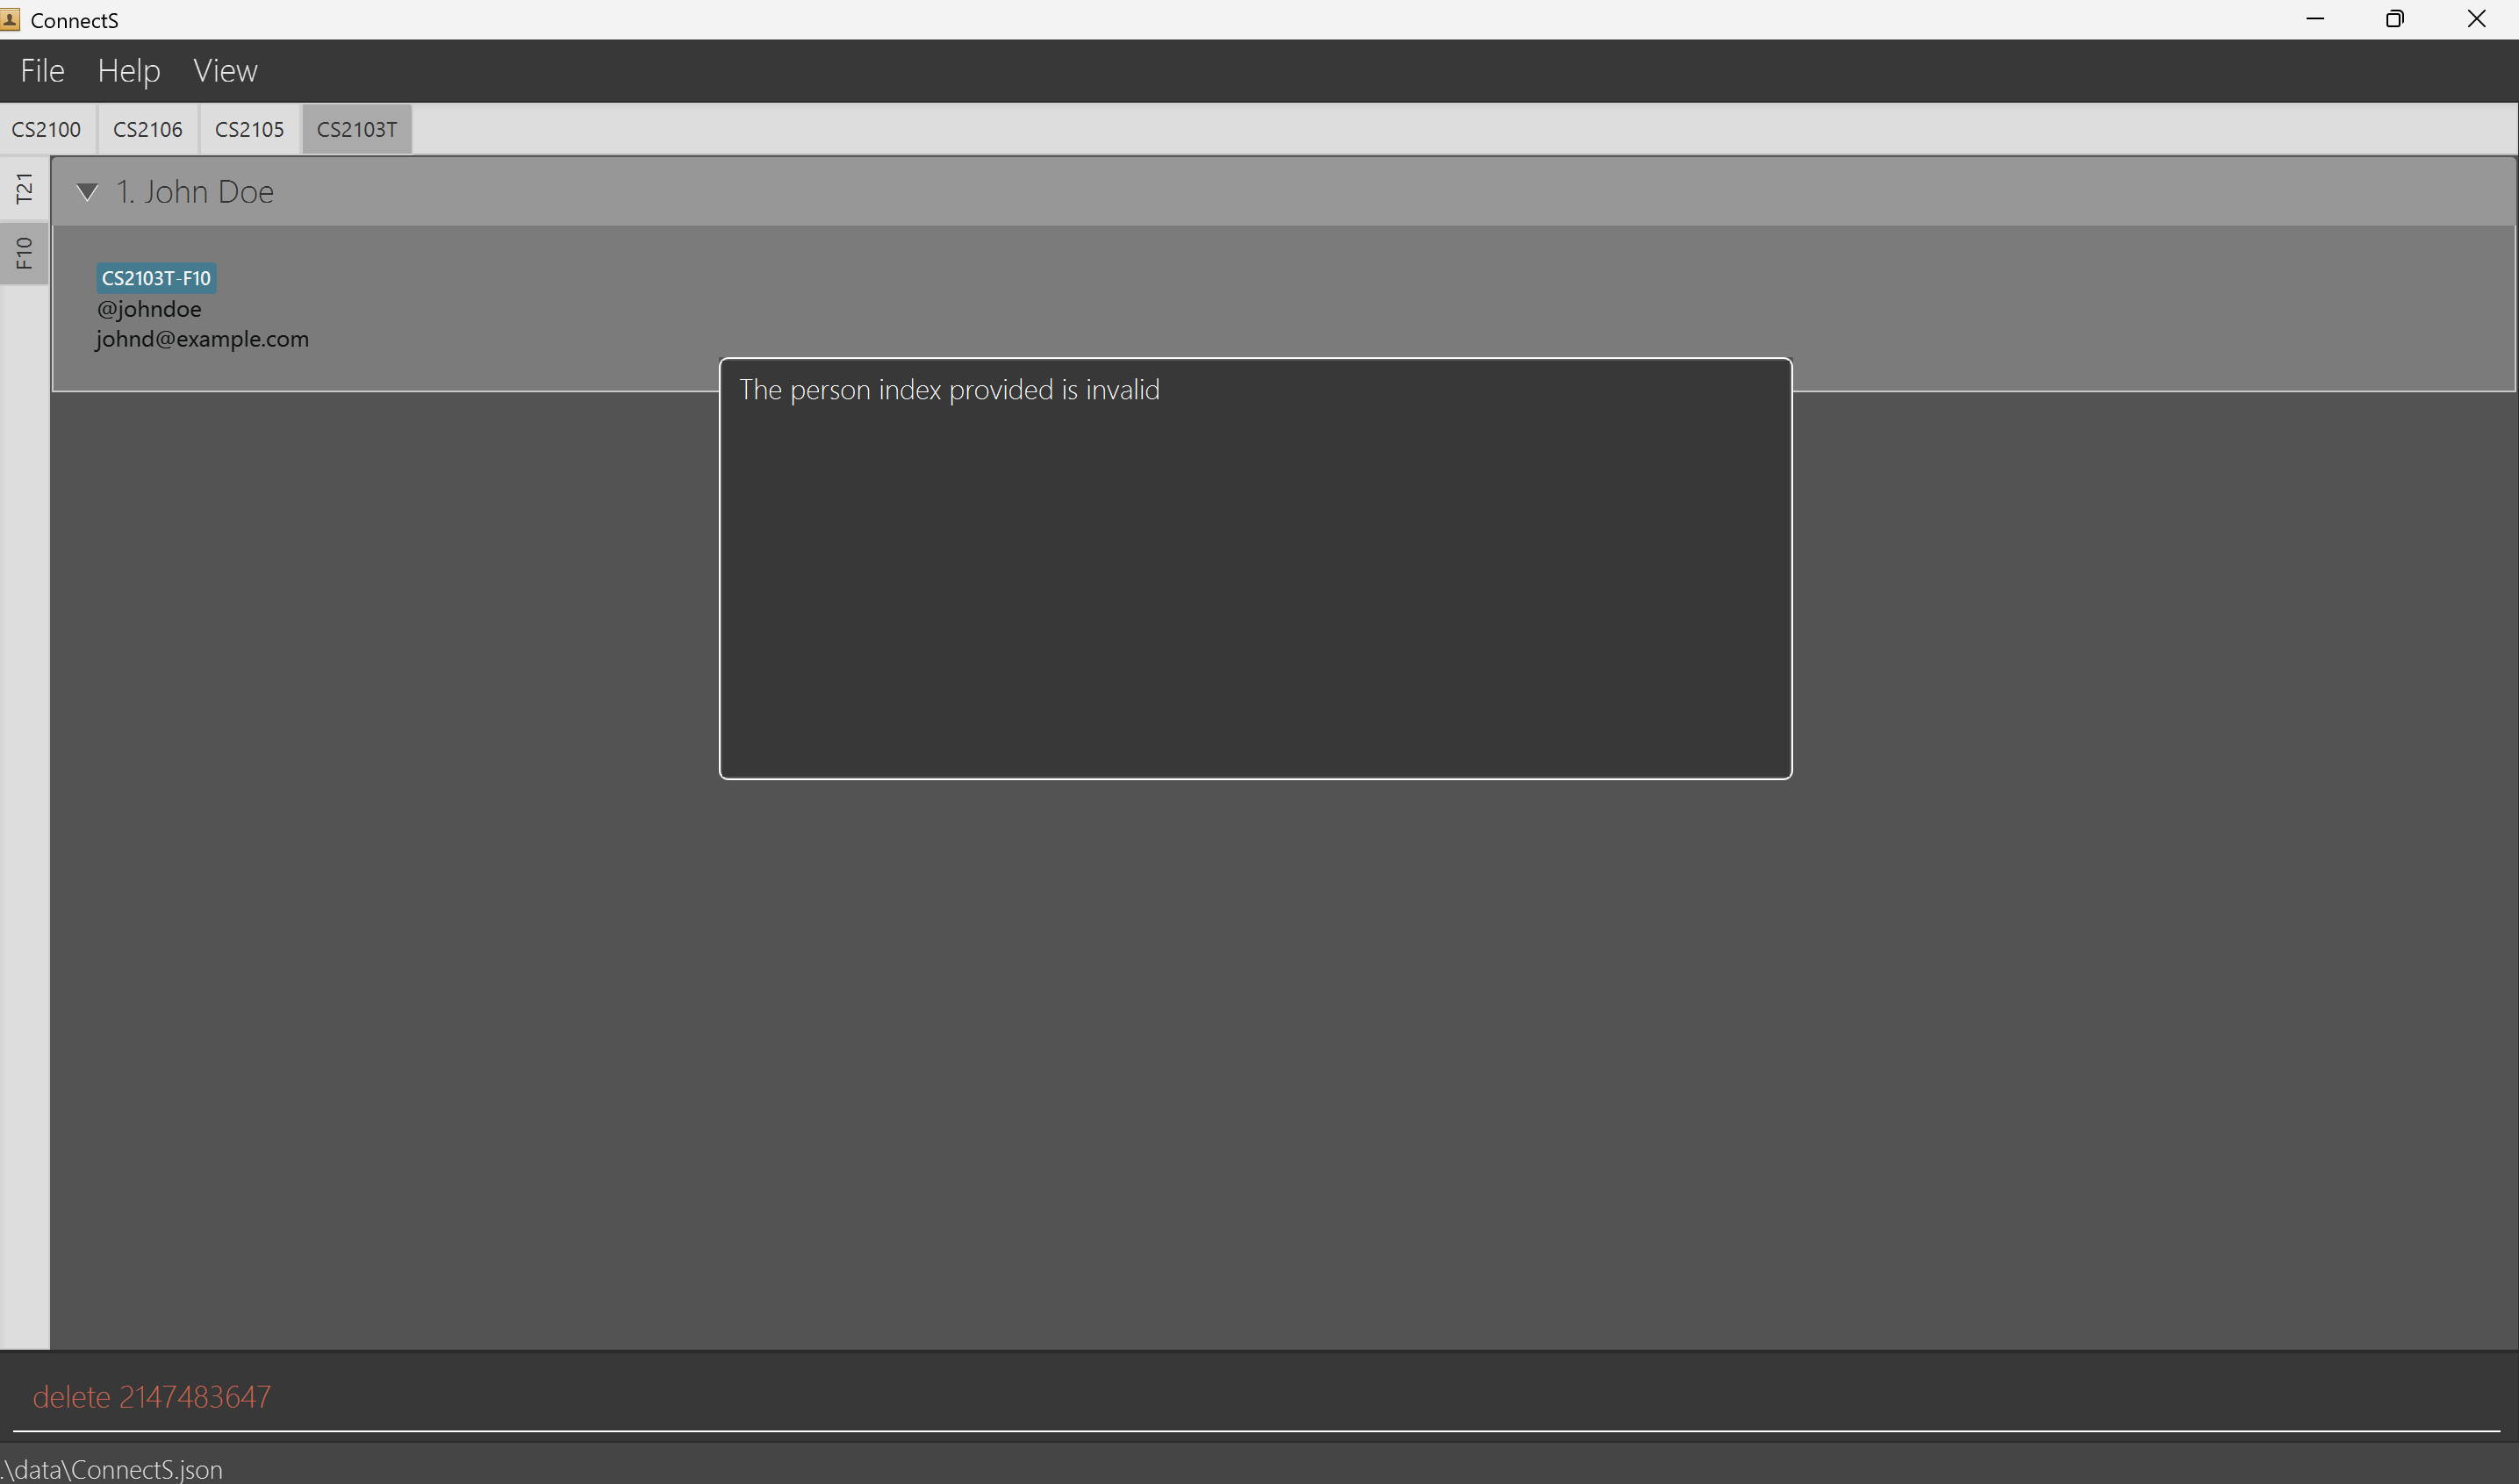 ConnectS
File Help View
CS2100 CS2106 CS2105 CS2103T
T21
F10
1. John Doe
CS2103T-F10
@johndoe
johnd@example.com
The person index provided is invalid
delete 2147483647
.\data\ConnectS.json